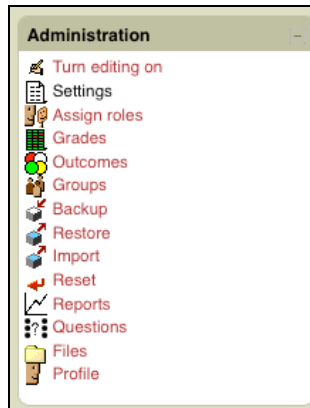 Administration
Turn editing on
Settings
Assign roles
Grades
Outcomes
Groups
Backup
Restore
Import
Reset
Reports
Questions
Files
Profile